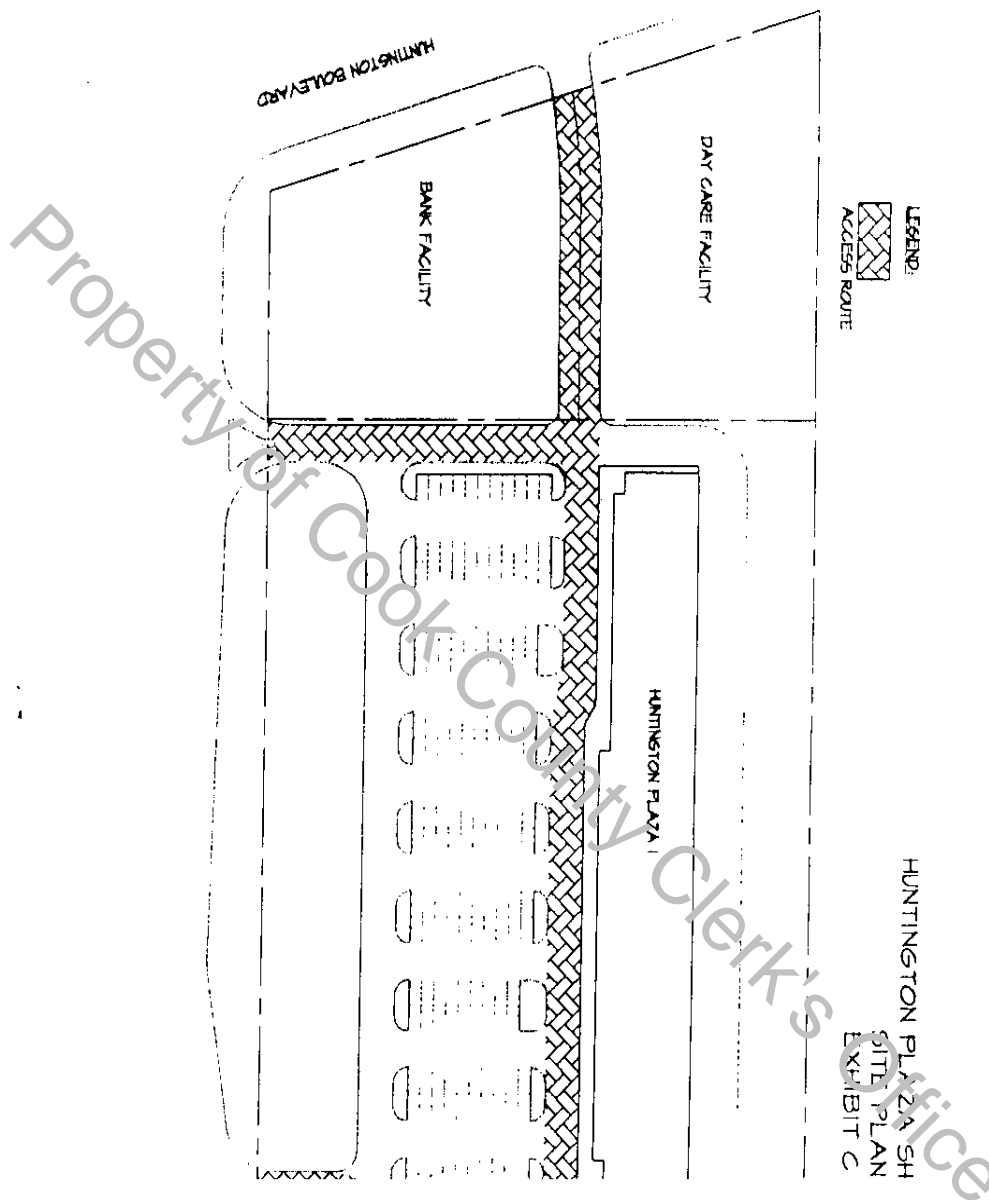 HUNTINGTON BOULEVARD
LEGEND:
ACCESS ROUTE
DAY CARE FACILITY
BANK FACILITY
HUNTINGTON PLAZA I
HUNTINGTON PLAZA SH
SITE PLAN
EXHIBIT C
Property of Cook County Clerk's Office